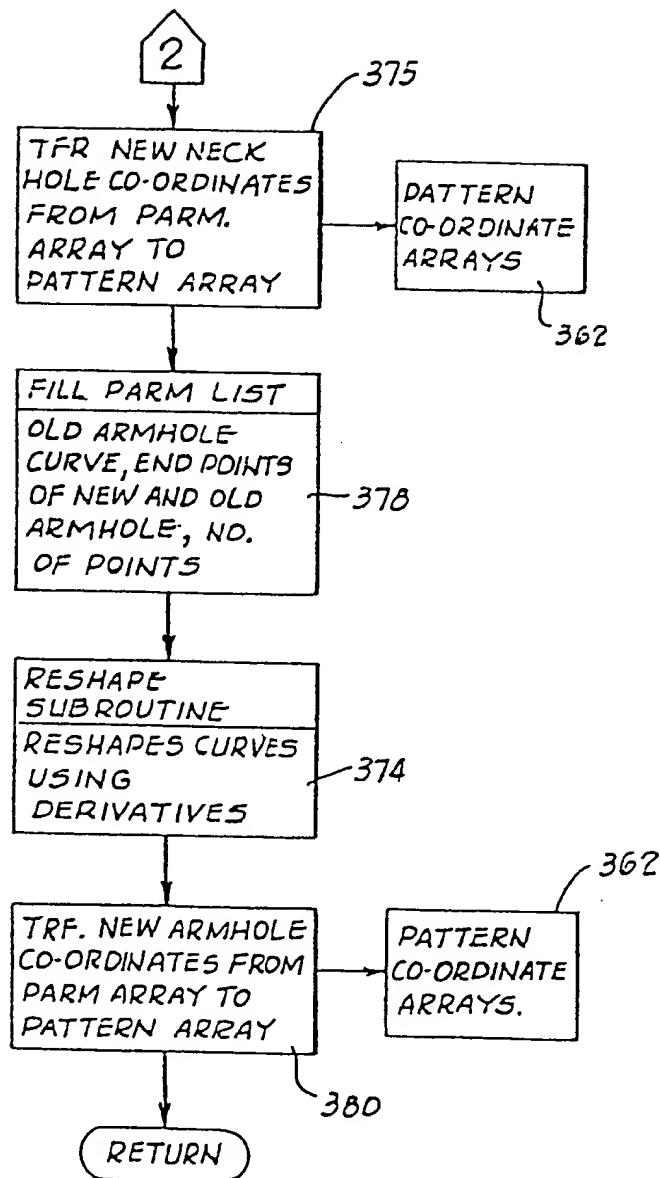 2
375
TFR NEW NECK
HOLE CO-ORDINATES
FROM PARM.
ARRAY TO
PATTERN ARRAY
PATTERN
CO-ORDINATE
ARRAYS
362
FILL PARM LIST
OLD ARMHOLE
CURVE, END POINTS
OF NEW AND OLD
ARMHOLE, NO.
OF POINTS
378
RESHAPE
SUBROUTINE
RESHAPES CURVES
USING
DERIVATIVES
374
362
TRF. NEW ARMHOLE
CO-ORDINATES FROM
PARM ARRAY TO
PATTERN ARRAY
PATTERN
CO-ORDINATE
ARRAYS.
380
RETURN